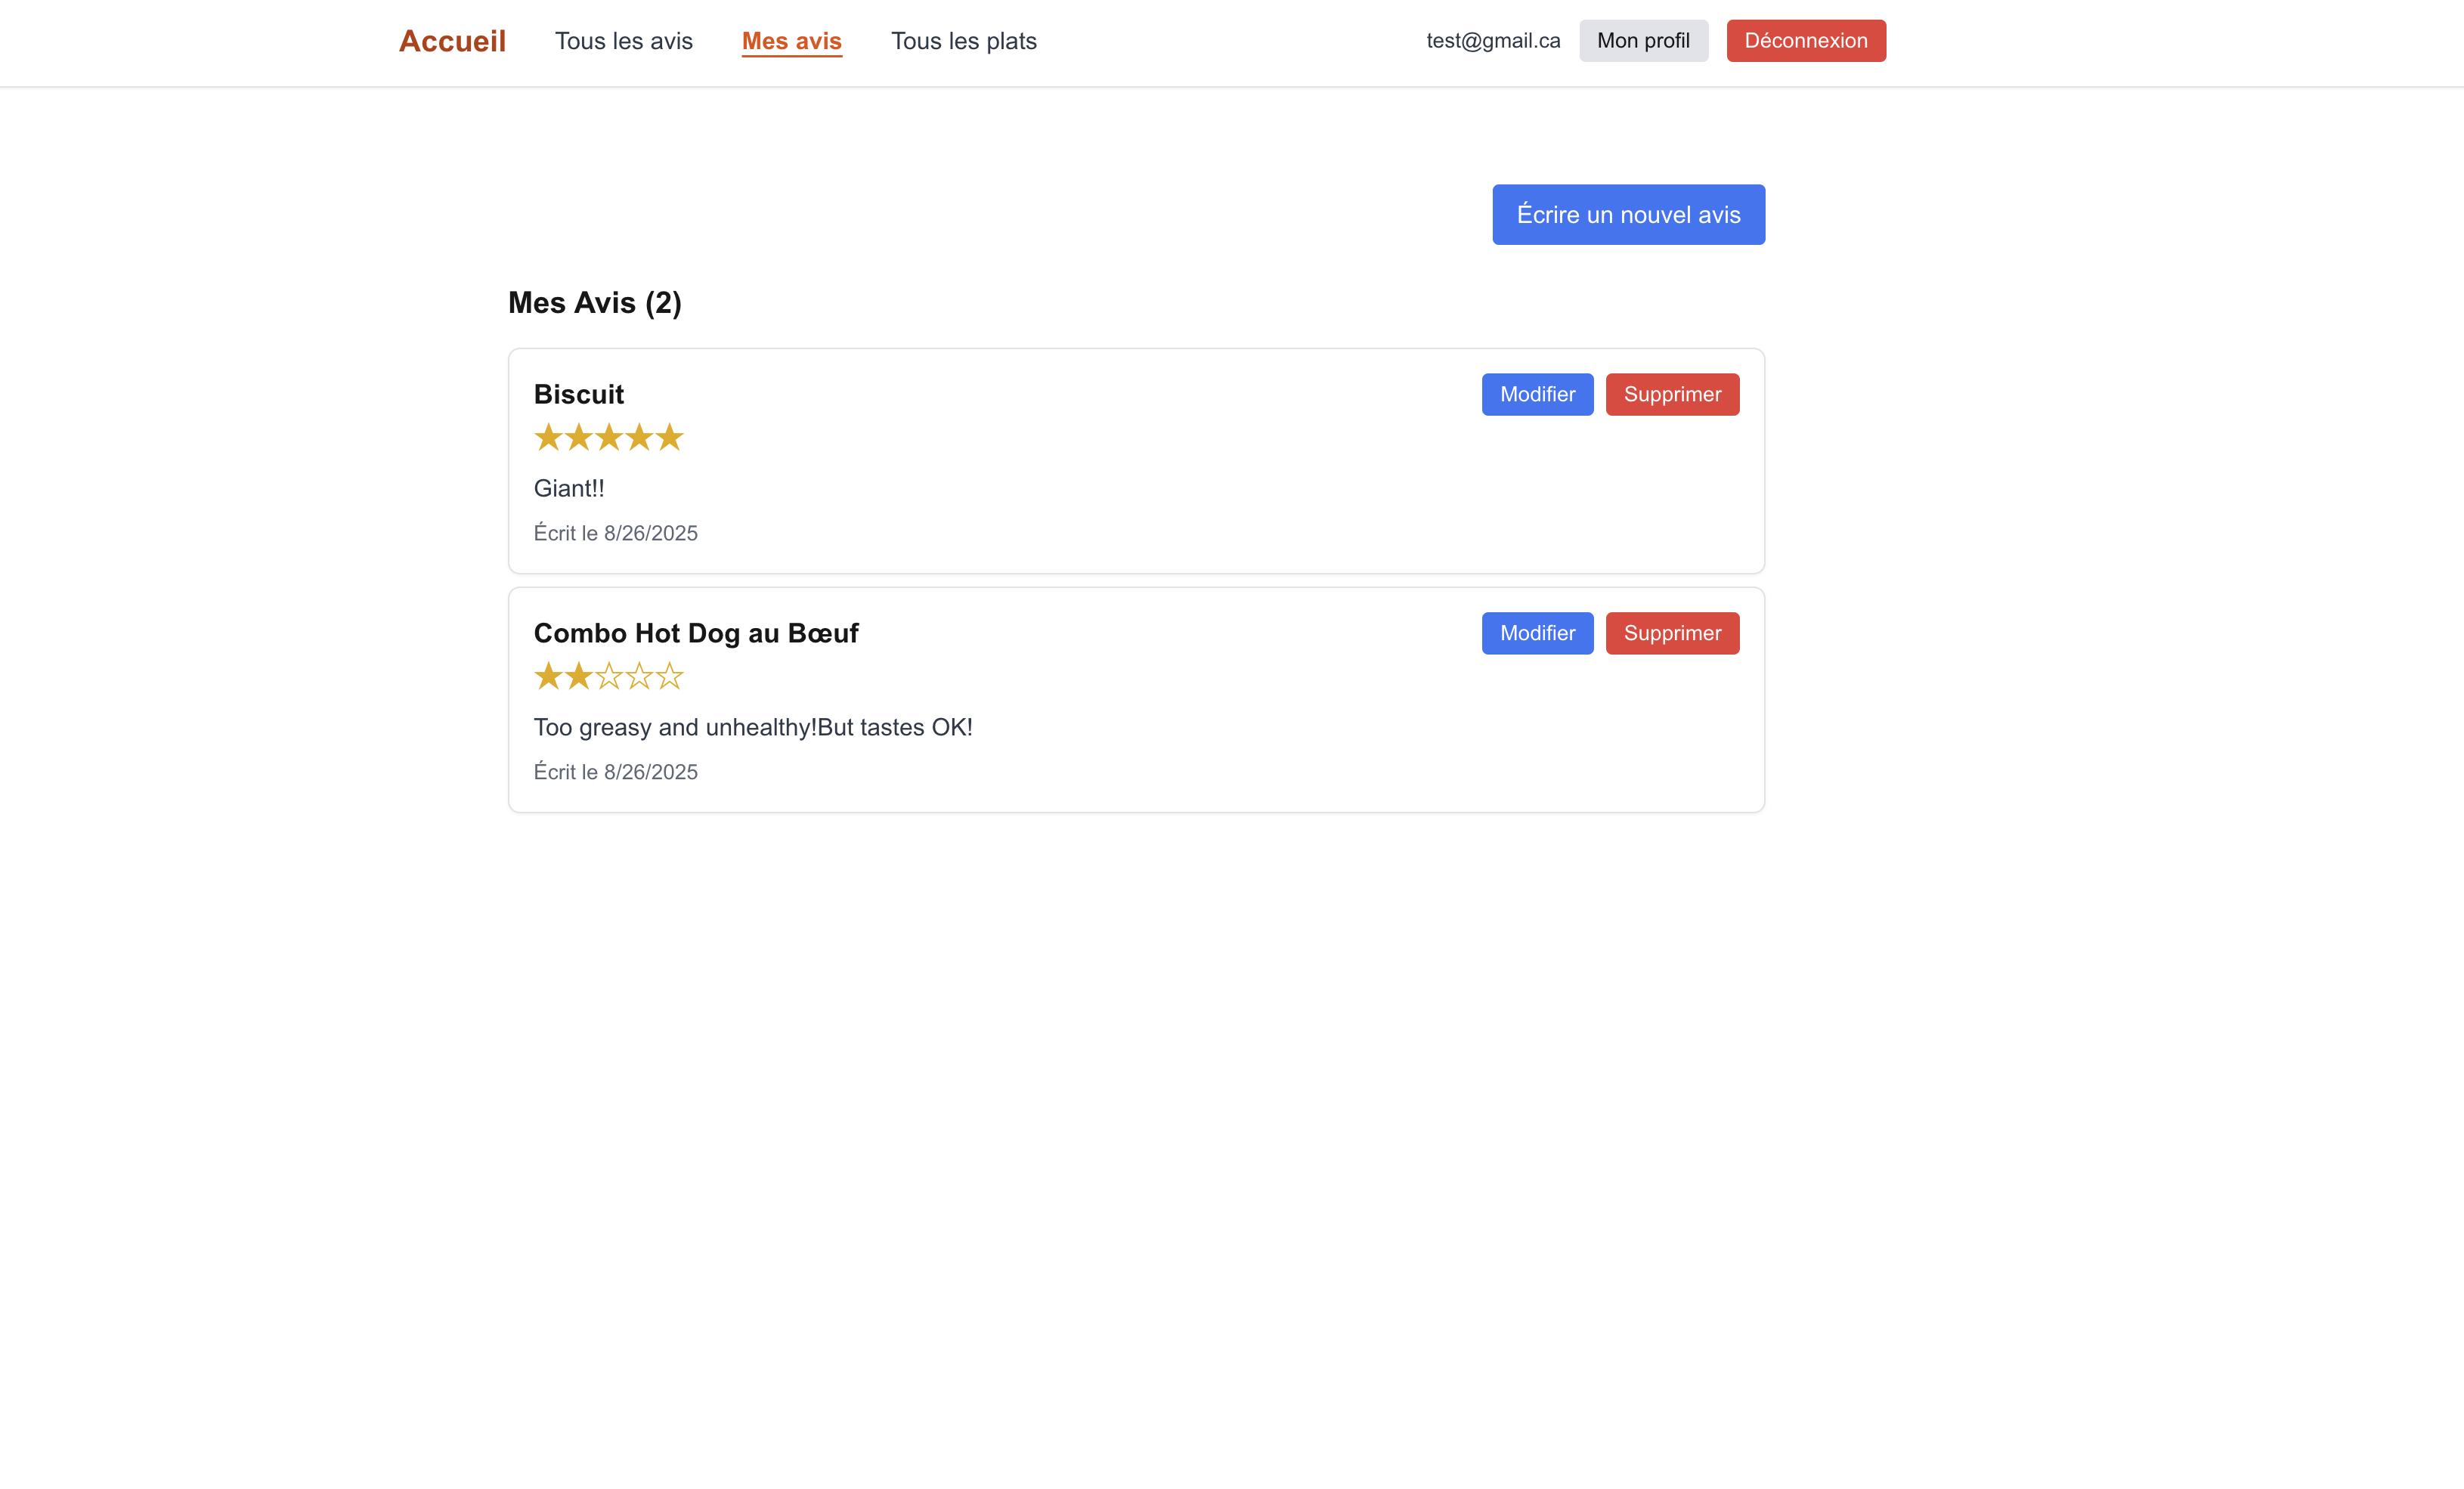 Accueil Tous les avis Mes avis Tous les plats test@gmail.ca Mon profil Déconnexion
Écrire un nouvel avis
Mes Avis (2)
Biscuit Modifier Supprimer
★★★★★
Giant!!
Écrit le 8/26/2025
Combo Hot Dog au Bœuf Modifier Supprimer
★★☆☆☆
Too greasy and unhealthy!But tastes OK!
Écrit le 8/26/2025